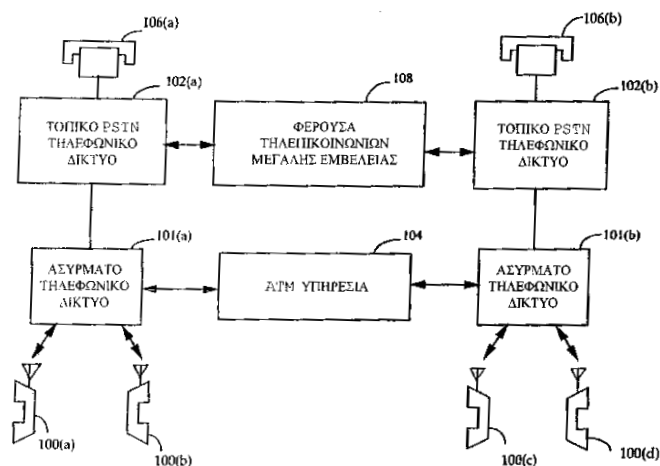 106(a)
106(b)
102(a)
108
102(b)
ΤΟΠΙΚΟ PSTN
ΤΗΛΕΦΩΝΙΚΟ
ΔΙΚΤΥΟ
ΦΕΡΟΥΣΑ
ΤΗΛΕΠΙΚΟΙΝΩΝΙΩΝ
ΜΕΓΑΛΗΣ ΕΜΒΕΛΕΙΑΣ
ΤΟΠΙΚΟ PSTN
ΤΗΛΕΦΩΝΙΚΟ
ΔΙΚΤΥΟ
101(a)
104
101(b)
ΑΣΥΡΜΑΤΟ
ΤΗΛΕΦΩΝΙΚΟ
ΔΙΚΤΥΟ
ATM ΥΠΗΡΕΣΙΑ
ΑΣΥΡΜΑΤΟ
ΤΗΛΕΦΩΝΙΚΟ
ΔΙΚΤΥΟ
100(a)
100(b)
100(c)
100(d)